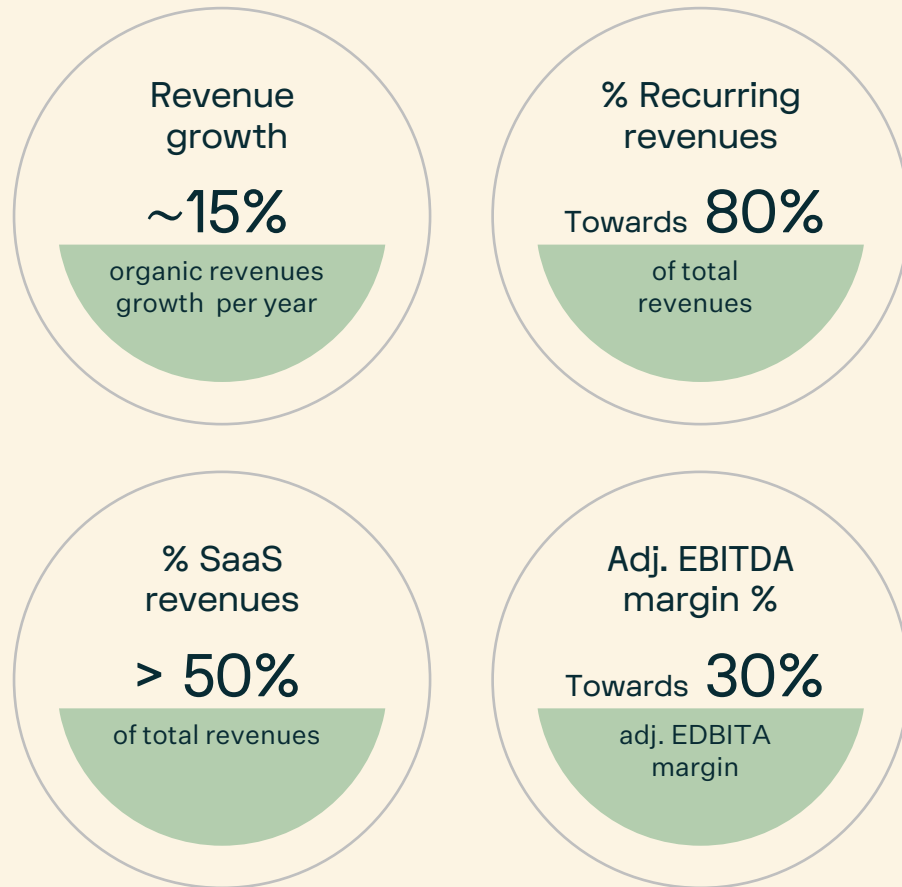 Revenue
growth
~15%
organic revenues
growth per year
% Recurring
revenues
Towards 80%
of total
revenues
% SaaS
revenues
> 50%
of total revenues
Adj. EBITDA
margin %
Towards 30%
adj. EDBITA
margin